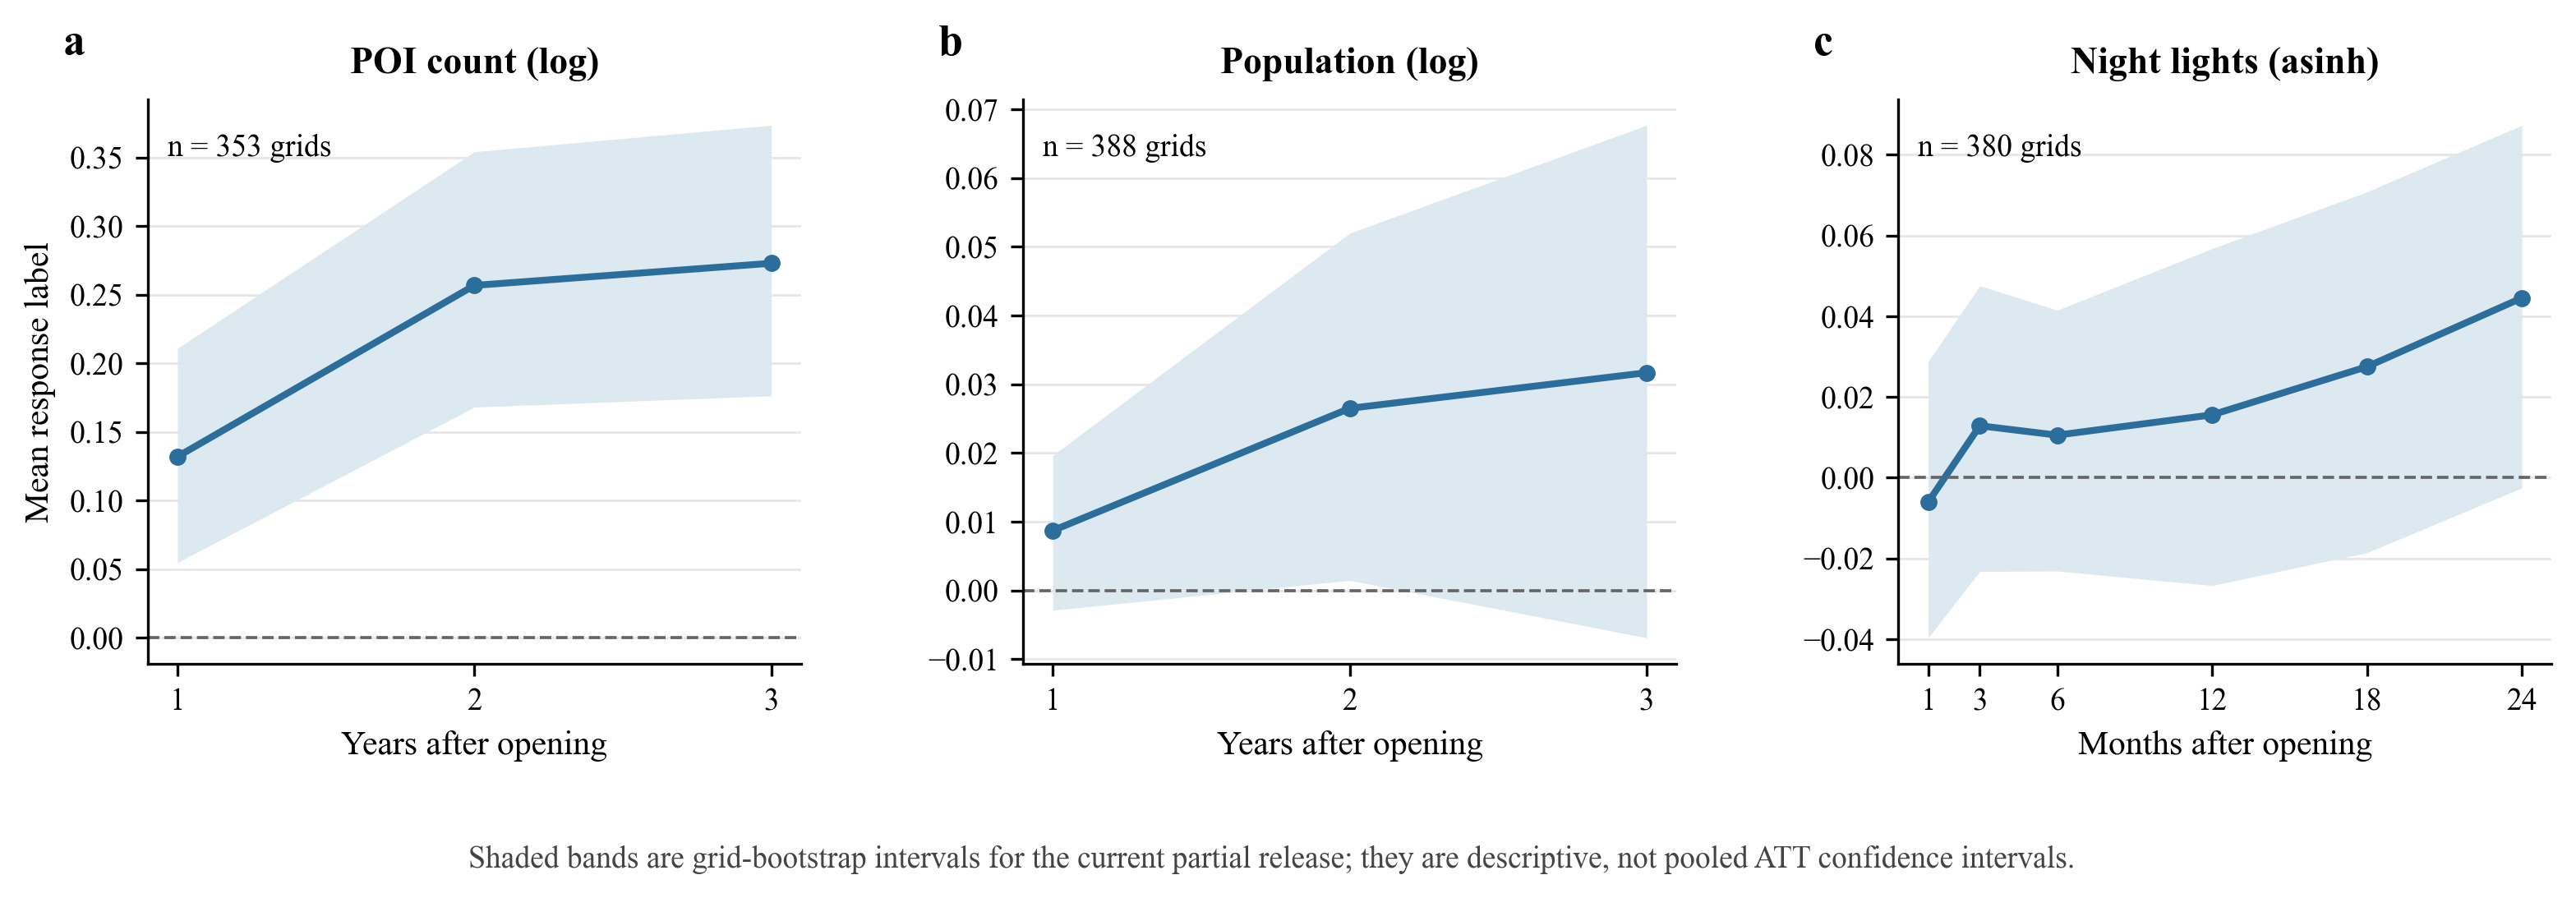 a
POI count (log)
n = 353 grids
Mean response label
0.35
0.30
0.25
0.20
0.15
0.10
0.05
0.00
1 2 3
Years after opening
b
Population (log)
n = 388 grids
0.07
0.06
0.05
0.04
0.03
0.02
0.01
0.00
−0.01
1 2 3
Years after opening
c
Night lights (asinh)
n = 380 grids
0.08
0.06
0.04
0.02
0.00
−0.02
−0.04
1 3 6 12 18 24
Months after opening
Shaded bands are grid-bootstrap intervals for the current partial release; they are descriptive, not pooled ATT confidence intervals.